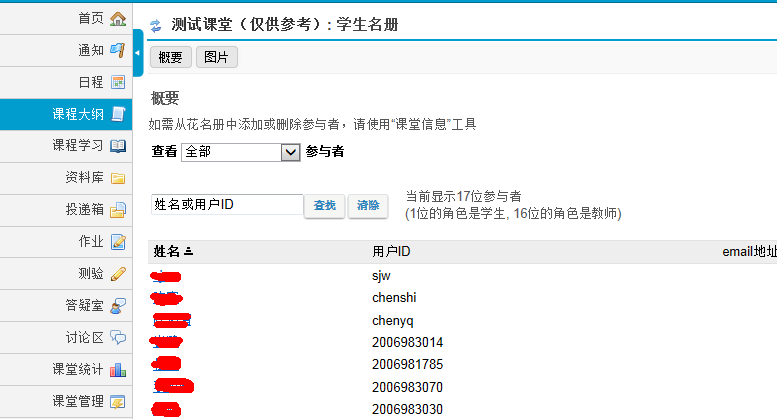 首页
通知
日程
课程大纲
课程学习
资料库
投递箱
作业
测验
答疑室
讨论区
课堂统计
课堂管理
测试课堂（仅供参考）: 学生名册
概要 图片
概要
如需从花名册中添加或删除参与者，请使用“课堂信息”工具
查看 全部 参与者
姓名或用户ID 查找 清除
当前显示17位参与者
(1位的角色是学生, 16位的角色是教师)
姓名 用户ID email地址
sjw
chenshi
chenyq
2006983014
2006981785
2006983070
2006983030